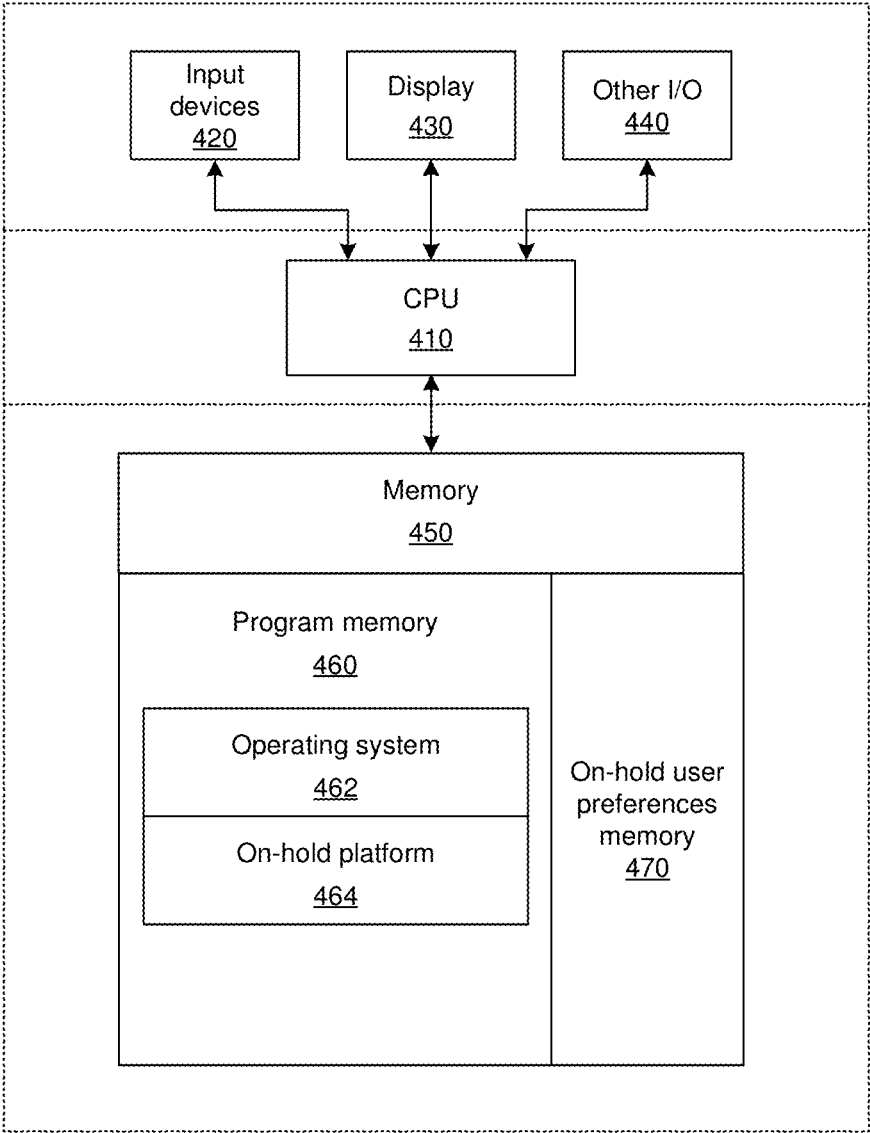 Input
devices
420
Display
430
Other I/O
440
CPU
410
Memory
450
Program memory
460
Operating system
462
On-hold platform
464
On-hold user
preferences
memory
470